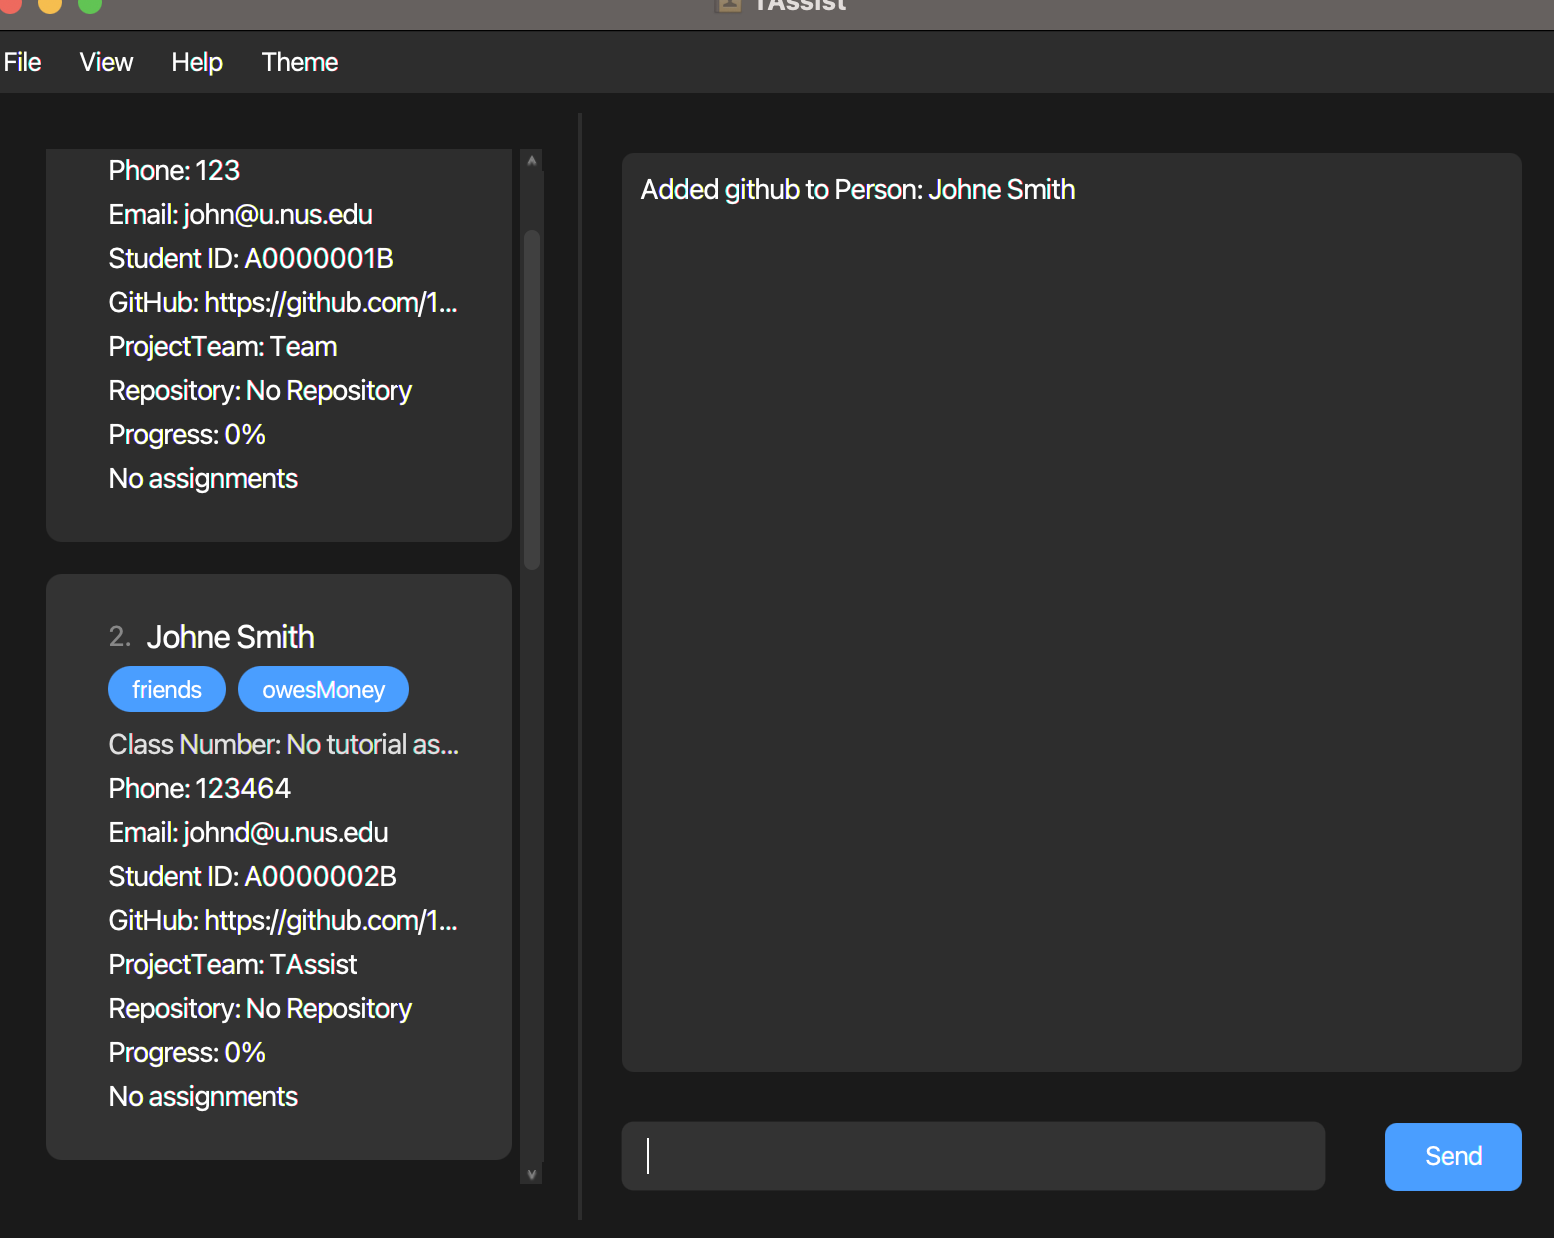 TAssist
File View Help Theme
Phone: 123
Email: john@u.nus.edu
Student ID: A0000001B
GitHub: https://github.com/1...
ProjectTeam: Team
Repository: No Repository
Progress: 0%
No assignments
2. Johne Smith
friends owesMoney
Class Number: No tutorial as...
Phone: 123464
Email: johnd@u.nus.edu
Student ID: A0000002B
GitHub: https://github.com/1...
ProjectTeam: TAssist
Repository: No Repository
Progress: 0%
No assignments
Added github to Person: Johne Smith
Send